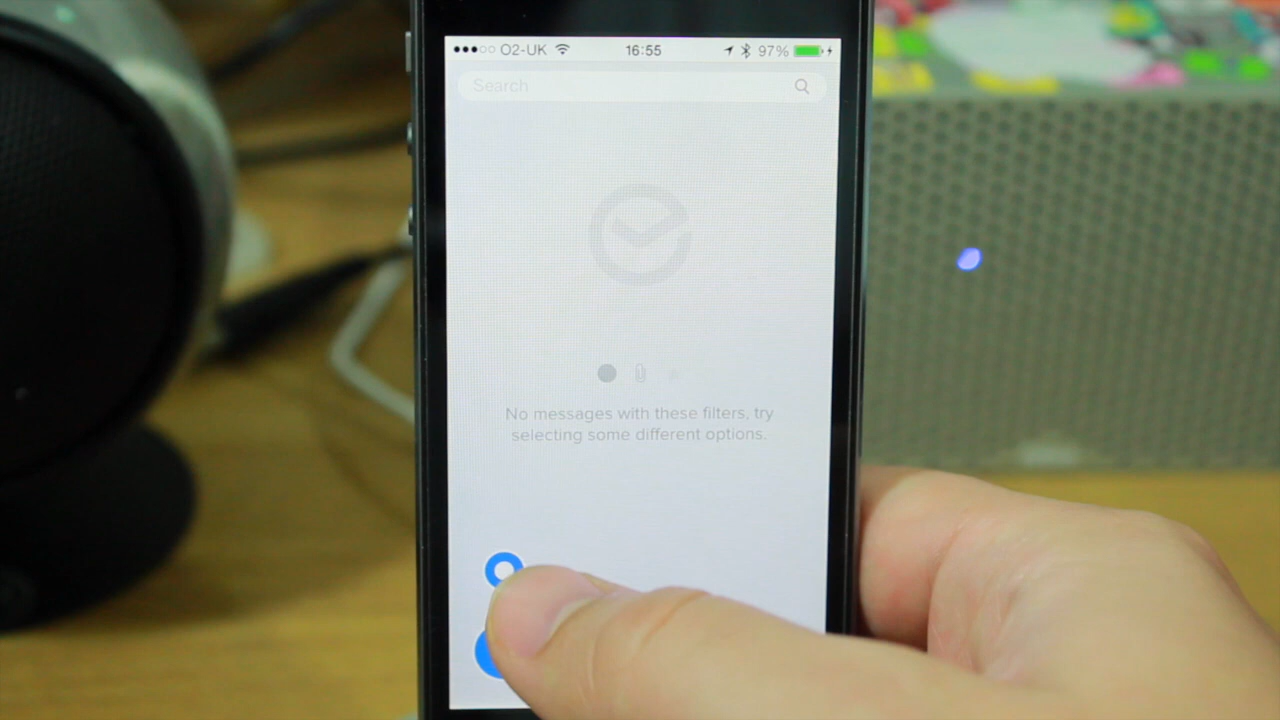 O2-UK 16:55 97%
Search
No messages with these filters, try
selecting some different options.